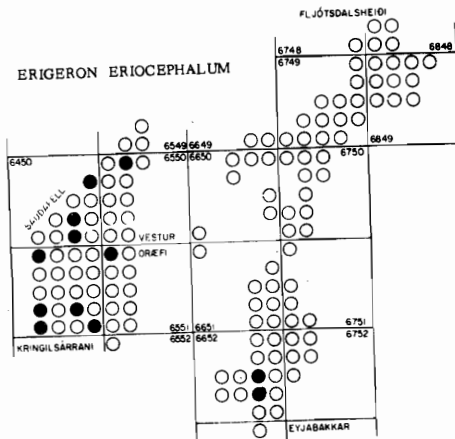 FLJÓTSDALSHEIÐI
6748
6848
6749
ERIGERON ERIOCEPHALUM
6849
6549 6649
6450
6550 6650
6750
SAUÐAFELL
VESTUR
ÖRÆFI
6551 6651
6751
6552 6652
6752
KRINGILSÁRRANI
EYJABAKKAR